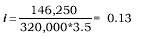 i = 146,250 / 320,000*3.5 = 0.13